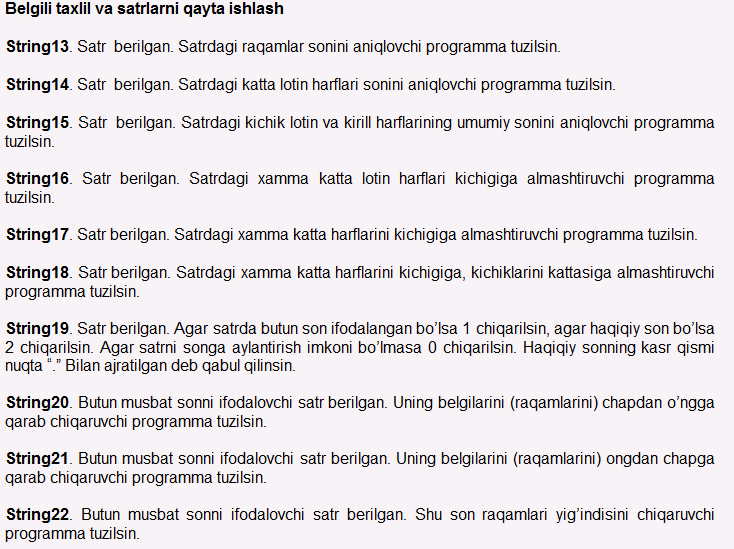 Belgili taxlil va satrlarni qayta ishlash
String13. Satr berilgan. Satrdagi raqamlar sonini aniqlovchi programma tuzilsin.
String14. Satr berilgan. Satrdagi katta lotin harflari sonini aniqlovchi programma tuzilsin.
String15. Satr berilgan. Satrdagi kichik lotin va kirill harflarining umumiy sonini aniqlovchi programma
tuzilsin.
String16. Satr berilgan. Satrdagi xamma katta lotin harflari kichigiga almashtiruvchi programma
tuzilsin.
String17. Satr berilgan. Satrdagi xamma katta harflarini kichigiga almashtiruvchi programma tuzilsin.
String18. Satr berilgan. Satrdagi xamma katta harflarini kichigiga, kichiklarini kattasiga almashtiruvchi
programma tuzilsin.
String19. Satr berilgan. Agar satrda butun son ifodalangan bo’lsa 1 chiqarilsin, agar haqiqiy son bo’lsa
2 chiqarilsin. Agar satrni songa aylantirish imkoni bo’lmasa 0 chiqarilsin. Haqiqiy sonning kasr qismi
nuqta “.” Bilan ajratilgan deb qabul qilinsin.
String20. Butun musbat sonni ifodalovchi satr berilgan. Uning belgilarini (raqamlarini) chapdan o’ngga
qarab chiqaruvchi programma tuzilsin.
String21. Butun musbat sonni ifodalovchi satr berilgan. Uning belgilarini (raqamlarini) ongdan chapga
qarab chiqaruvchi programma tuzilsin.
String22. Butun musbat sonni ifodalovchi satr berilgan. Shu son raqamlari yig’indisini chiqaruvchi
programma tuzilsin.